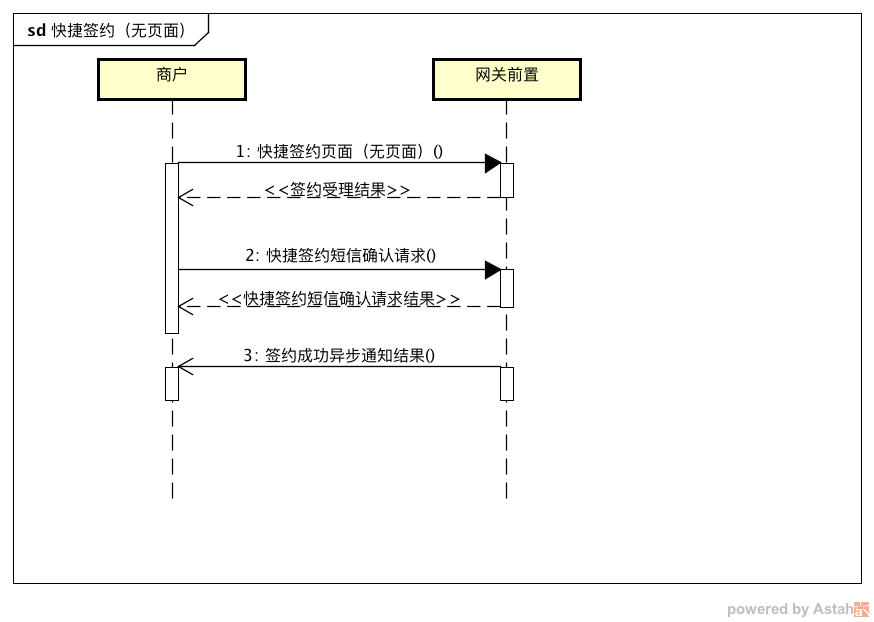 sd 快捷签约（无页面）
商户
网关前置
1: 快捷签约页面（无页面）()
<<签约受理结果>>
2: 快捷签约短信确认请求()
<<快捷签约短信确认请求结果>>
3: 签约成功异步通知结果()
powered by Astah